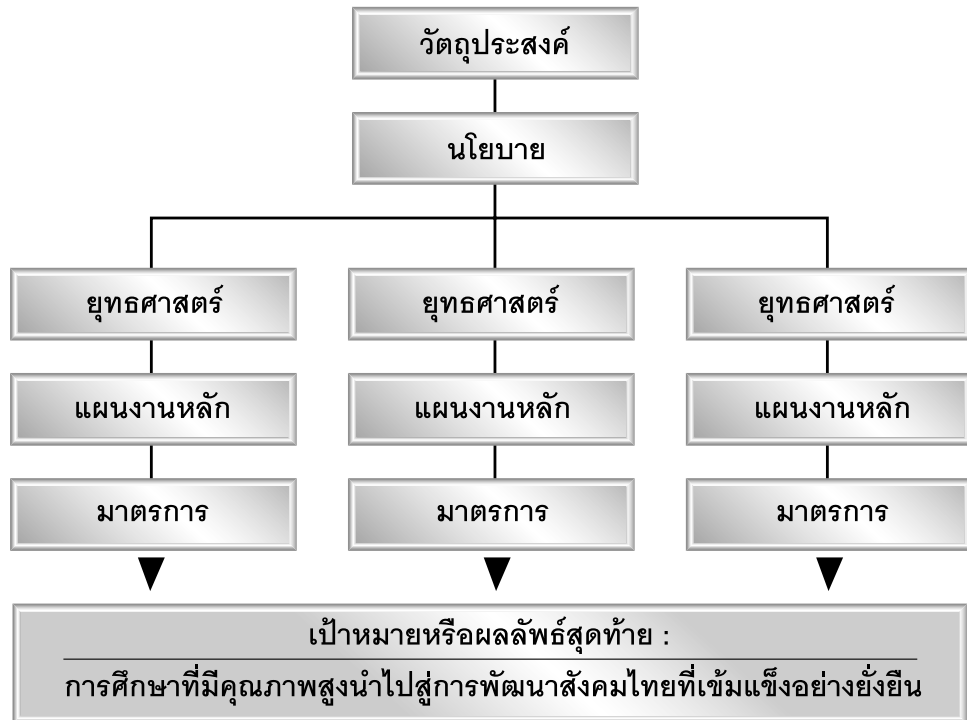 วัตถุประสงค์
นโยบาย
ยุทธศาสตร์ ยุทธศาสตร์ ยุทธศาสตร์
แผนงานหลัก แผนงานหลัก แผนงานหลัก
มาตรการ มาตรการ มาตรการ
เป้าหมายหรือผลลัพธ์สุดท้าย :
การศึกษาที่มีคุณภาพสูงนำไปสู่การพัฒนาสังคมไทยที่เข้มแข็งอย่างยั่งยืน